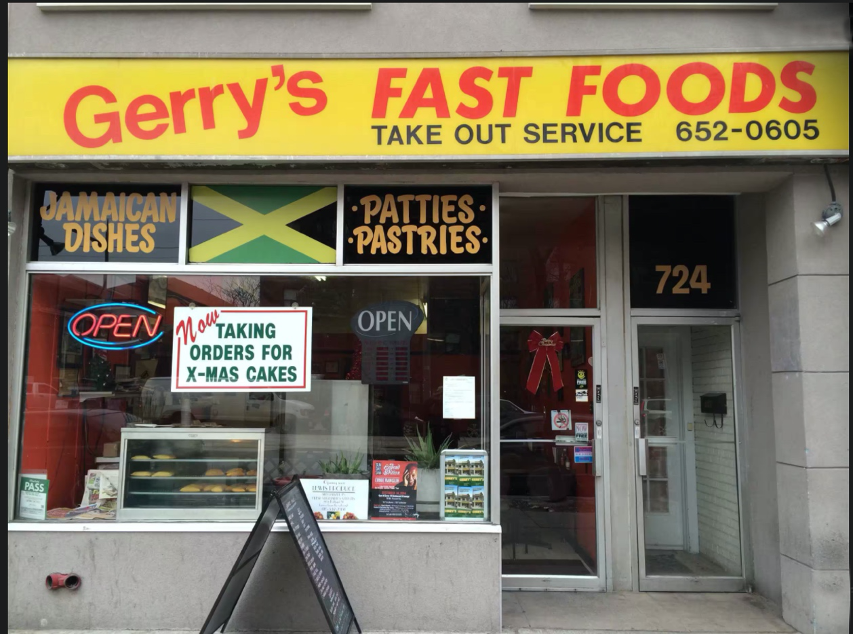 Gerry's FAST FOODS
TAKE OUT SERVICE 652-0605
JAMAICAN
DISHES
PATTIES
PASTRIES
724
OPEN
Now TAKING
ORDERS FOR
X-MAS CAKES
OPEN
PASS